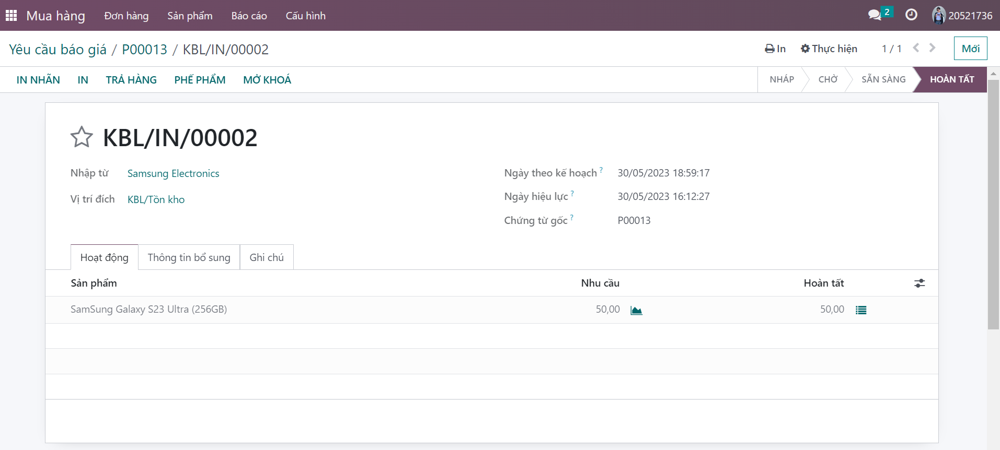 Mua hàng Đơn hàng Sản phẩm Báo cáo Cấu hình 2 20521736
Yêu cầu báo giá / P00013 / KBL/IN/00002 In Thực hiện 1 / 1 Mới
IN NHÃN IN TRẢ HÀNG PHẾ PHẨM MỞ KHOÁ NHÁP CHỜ SẴN SÀNG HOÀN TẤT
KBL/IN/00002
Nhập từ Samsung Electronics Ngày theo kế hoạch ? 30/05/2023 18:59:17
Vị trí đích KBL/Tồn kho Ngày hiệu lực ? 30/05/2023 16:12:27
Chứng từ gốc ? P00013
Hoạt động Thông tin bổ sung Ghi chú
Sản phẩm Nhu cầu Hoàn tất
SamSung Galaxy S23 Ultra (256GB) 50,00 50,00